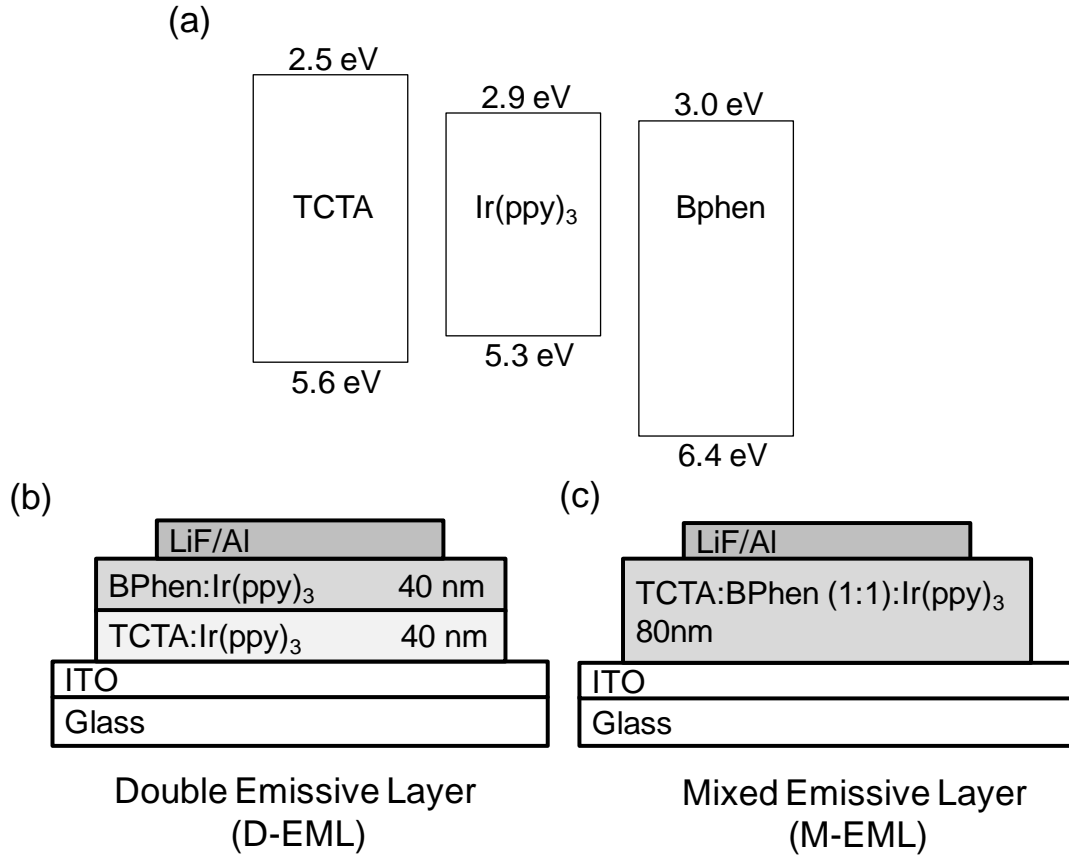 (a)
2.5 eV
2.9 eV
3.0 eV
TCTA
Ir(ppy)₃
Bphen
5.3 eV
5.6 eV
6.4 eV
(b)
LiF/Al
BPhen:Ir(ppy)₃ 40 nm
TCTA:Ir(ppy)₃ 40 nm
ITO
Glass
Double Emissive Layer
(D-EML)
(c)
LiF/Al
TCTA:BPhen (1:1):Ir(ppy)₃
80nm
ITO
Glass
Mixed Emissive Layer
(M-EML)